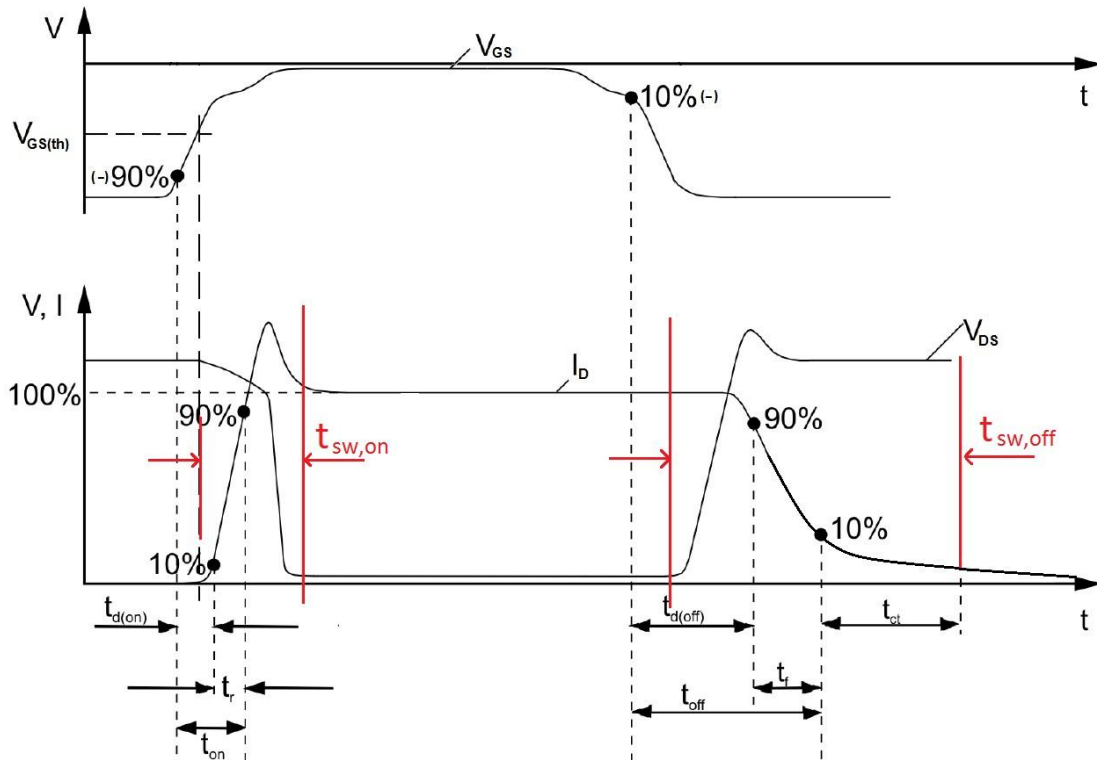 V
V_GS
t
10% (-)
V_GS(th)
(-) 90%
V, I
V_DS
I_D
100%
90%
90%
t_sw,on
t_sw,off
10%
10%
t_d(on)
t_d(off)
t_ct
t
t_r
t_f
t_off
t_on